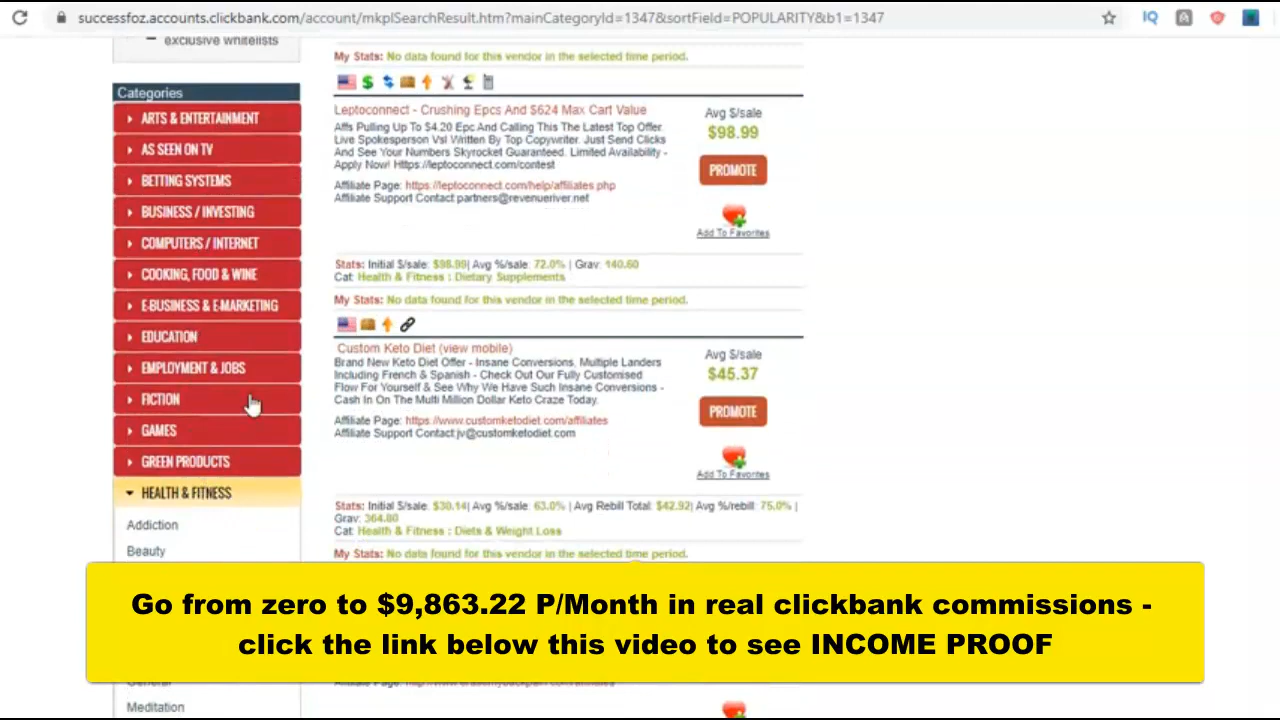 successfoz.accounts.clickbank.com/account/mkplSearchResult.htm?mainCategoryId=1347&sortField=POPULARITY&b1=1347
IQ
exclusive whitelists
Categories
ARTS & ENTERTAINMENT
AS SEEN ON TV
BETTING SYSTEMS
BUSINESS / INVESTING
COMPUTERS / INTERNET
COOKING, FOOD & WINE
E-BUSINESS & E-MARKETING
EDUCATION
EMPLOYMENT & JOBS
FICTION
GAMES
GREEN PRODUCTS
HEALTH & FITNESS
Addiction
Beauty
General
Meditation
My Stats: No data found for this vendor in the selected time period.
Leptoconnect - Crushing Epcs And $624 Max Cart Value
Affs Pulling Up To $4.20 Epc And Calling This The Latest Top Offer.
Live Spokesperson Vsl Written By Top Copywriter. Just Send Clicks
And See Your Numbers Skyrocket Guaranteed. Limited Availability -
Apply Now! Https://leptoconnect.com/contest
Affiliate Page: https://leptoconnect.com/help/affiliates.php
Affiliate Support Contact:partners@revenueriver.net
Avg $/sale
$98.99
PROMOTE
Add To Favorites
Stats: Initial $/sale: $98.99| Avg %/sale: 72.0% | Grav: 140.60
Cat: Health & Fitness : Dietary Supplements
My Stats: No data found for this vendor in the selected time period.
Custom Keto Diet (view mobile)
Brand New Keto Diet Offer - Insane Conversions, Multiple Landers
Including French & Spanish - Check Out Our Fully Customised
Flow For Yourself & See Why We Have Such Insane Conversions -
Cash In On The Multi Million Dollar Keto Craze Today.
Affiliate Page: https://www.customketodiet.com/affiliates
Affiliate Support Contact:jv@customketodiet.com
Avg $/sale
$45.37
PROMOTE
Add To Favorites
Stats: Initial $/sale: $30.14| Avg %/sale: 63.0% | Avg Rebill Total: $42.92| Avg %/rebill: 75.0% |
Grav: 364.80
Cat: Health & Fitness : Diets & Weight Loss
My Stats: No data found for this vendor in the selected time period.
Go from zero to $9,863.22 P/Month in real clickbank commissions -
click the link below this video to see INCOME PROOF